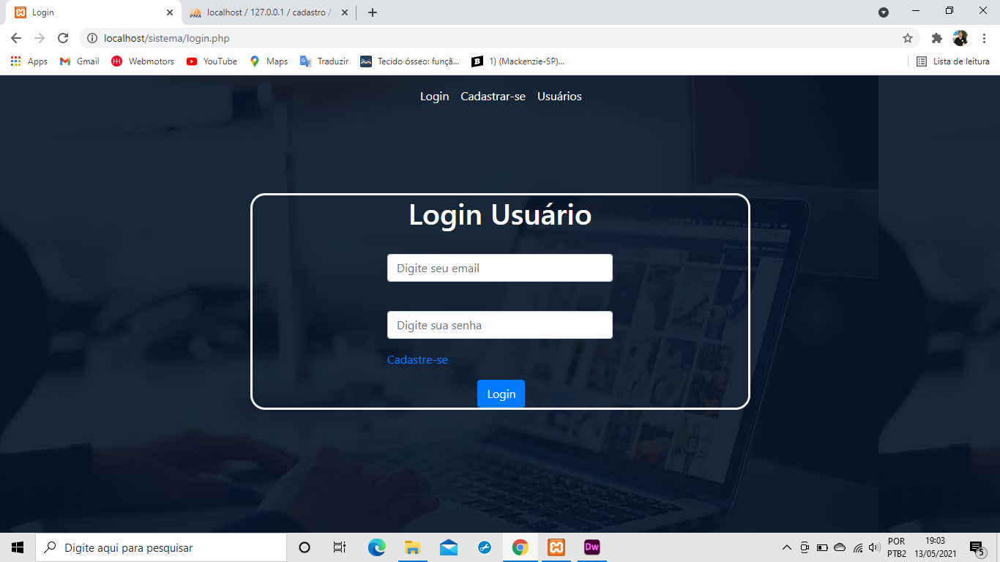 Login
localhost / 127.0.0.1 / cadastro /
localhost/sistema/login.php
Apps Gmail Webmotors YouTube Maps Traduzir Tecido ósseo: funçã... 1) (Mackenzie-SP)... Lista de leitura
Login Cadastrar-se Usuários
Login Usuário
Digite seu email
Digite sua senha
Cadastre-se
Login
Digite aqui para pesquisar
POR
PTB2
19:03
13/05/2021
5
Dw
PMA